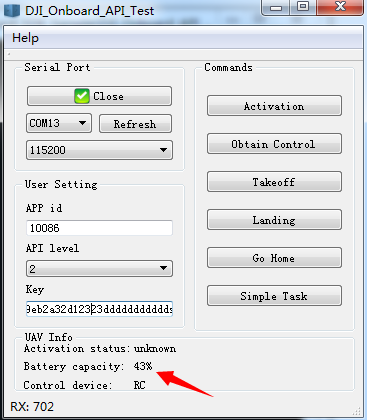 DJI_Onboard_API_Test
Help
Serial Port
Close
COM13
Refresh
115200
User Setting
APP id
10086
API level
2
Key
9eb2a32d12323ddddddddddds
Commands
Activation
Obtain Control
Takeoff
Landing
Go Home
Simple Task
UAV Info
Activation status: unknown
Battery capacity: 43%
Control device: RC
RX: 702